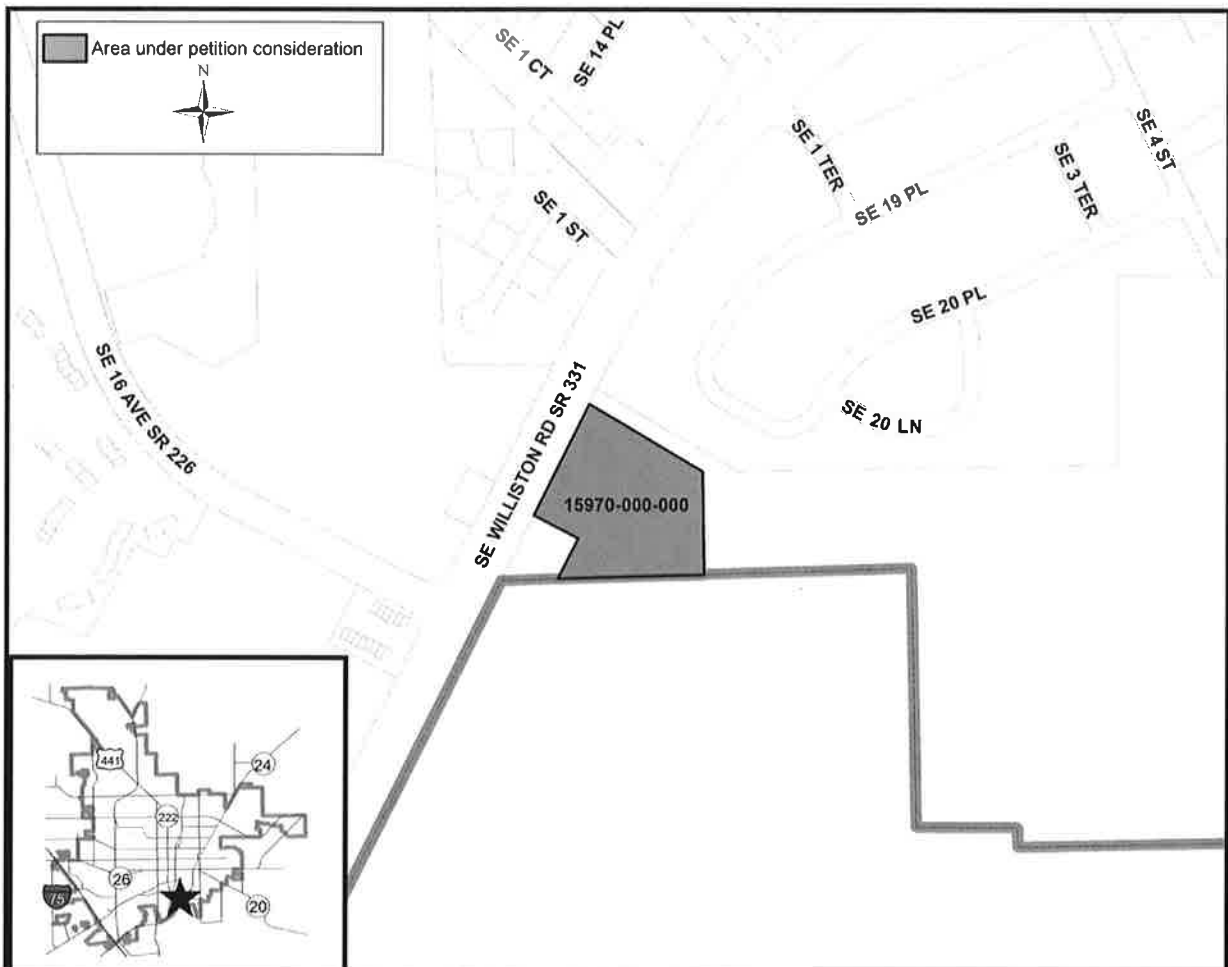 Area under petition consideration
N
SE 1 CT
SE 14 PL
SE 1 ST
SE 1 TER
SE 19 PL
SE 3 TER
SE 4 ST
SE 20 PL
SE 20 LN
SE 16 AVE SR 226
SE WILLISTON RD SR 331
15970-000-000
441
24
222
26
75
20